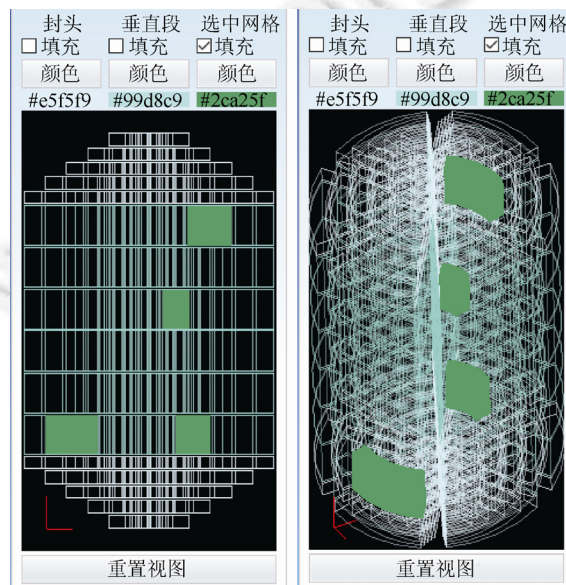 封头 垂直段 选中网格
填充 填充 填充
颜色 颜色 颜色
#e5f5f9 #99d8c9 #2ca25f
重置视图
封头 垂直段 选中网格
填充 填充 填充
颜色 颜色 颜色
#e5f5f9 #99d8c9 #2ca25f
重置视图